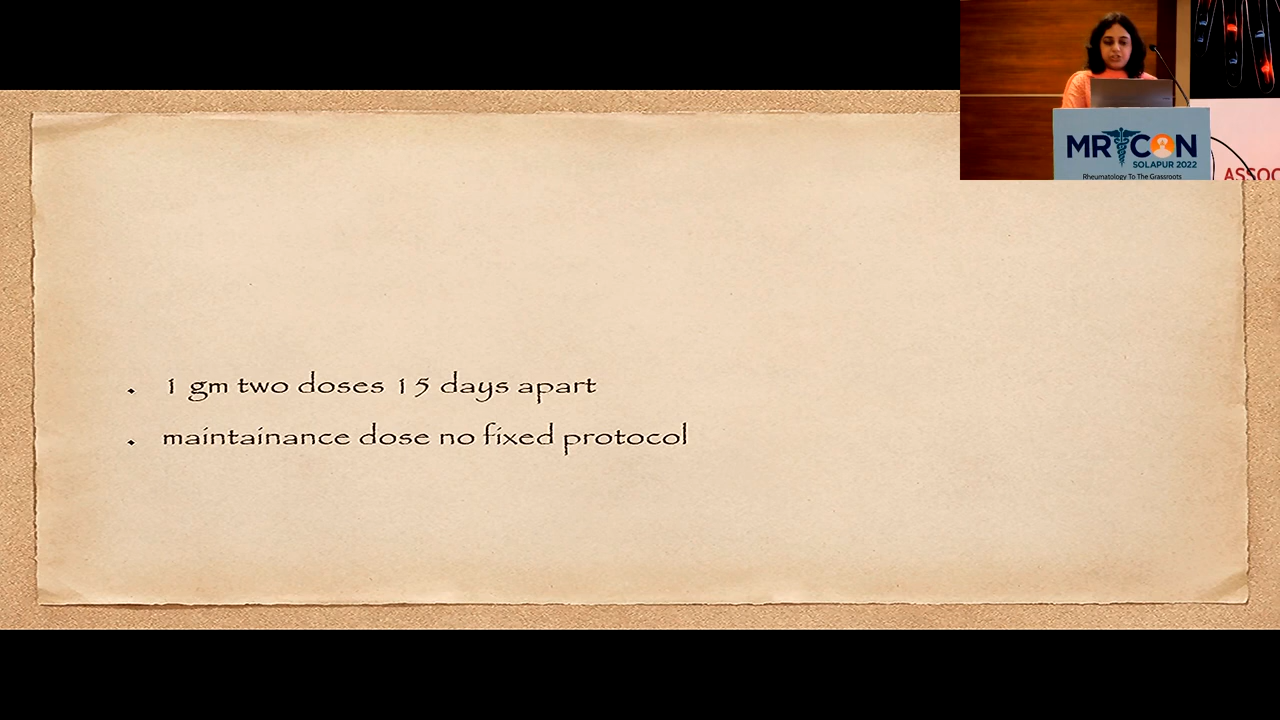 MRCON
SOLAPUR 2022
Rheumatology To The Grassroots
ASSOC
1 gm two doses 15 days apart
maintainance dose no fixed protocol